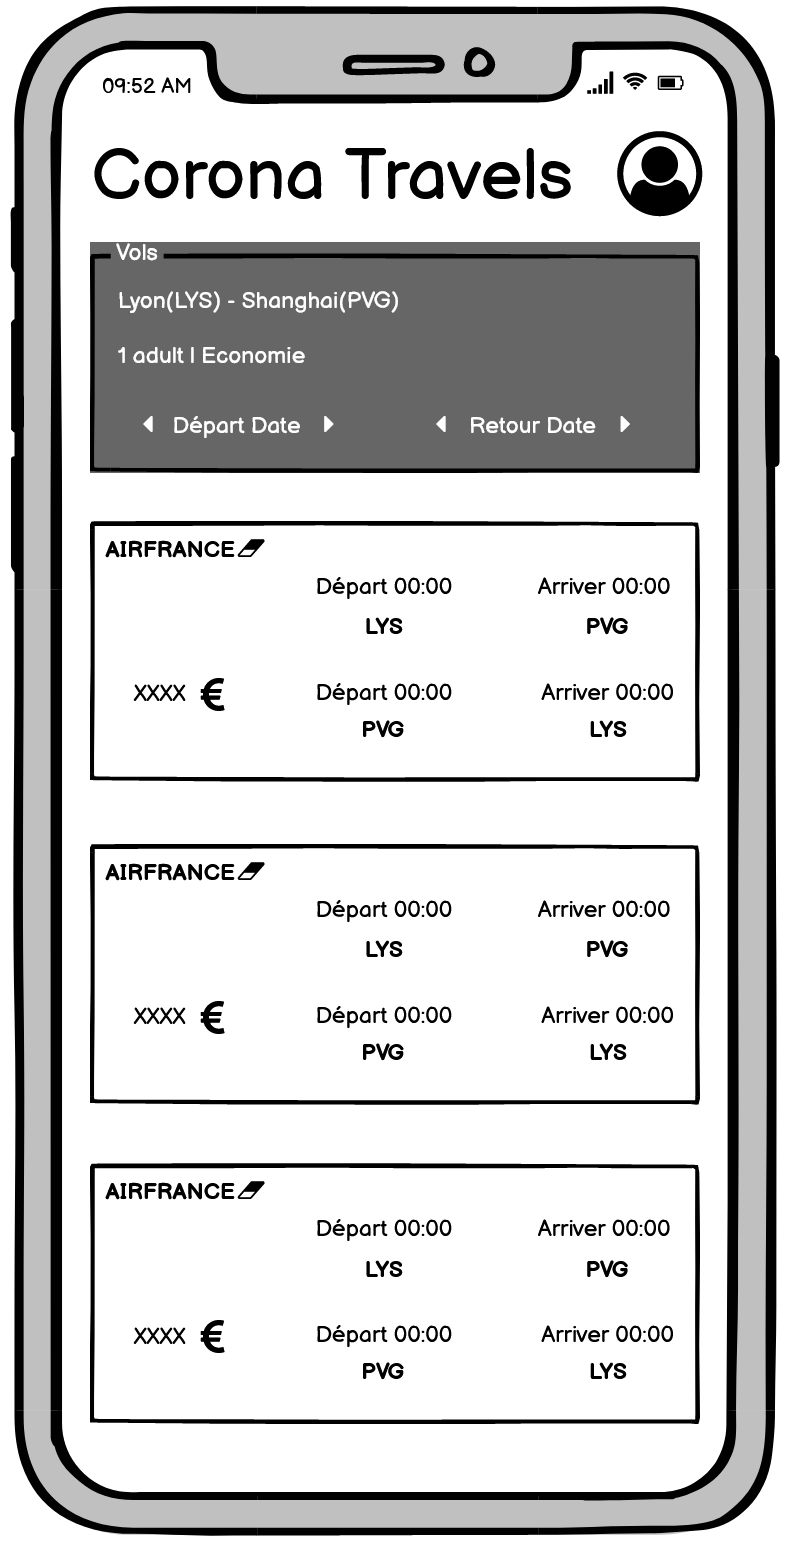 09:52 AM
Corona Travels
Vols
Lyon(LYS) - Shanghai(PVG)
1 adult | Economie
Départ Date Retour Date
AIRFRANCE
Départ 00:00 Arriver 00:00
LYS PVG
XXXX € Départ 00:00 Arriver 00:00
PVG LYS
AIRFRANCE
Départ 00:00 Arriver 00:00
LYS PVG
XXXX € Départ 00:00 Arriver 00:00
PVG LYS
AIRFRANCE
Départ 00:00 Arriver 00:00
LYS PVG
XXXX € Départ 00:00 Arriver 00:00
PVG LYS